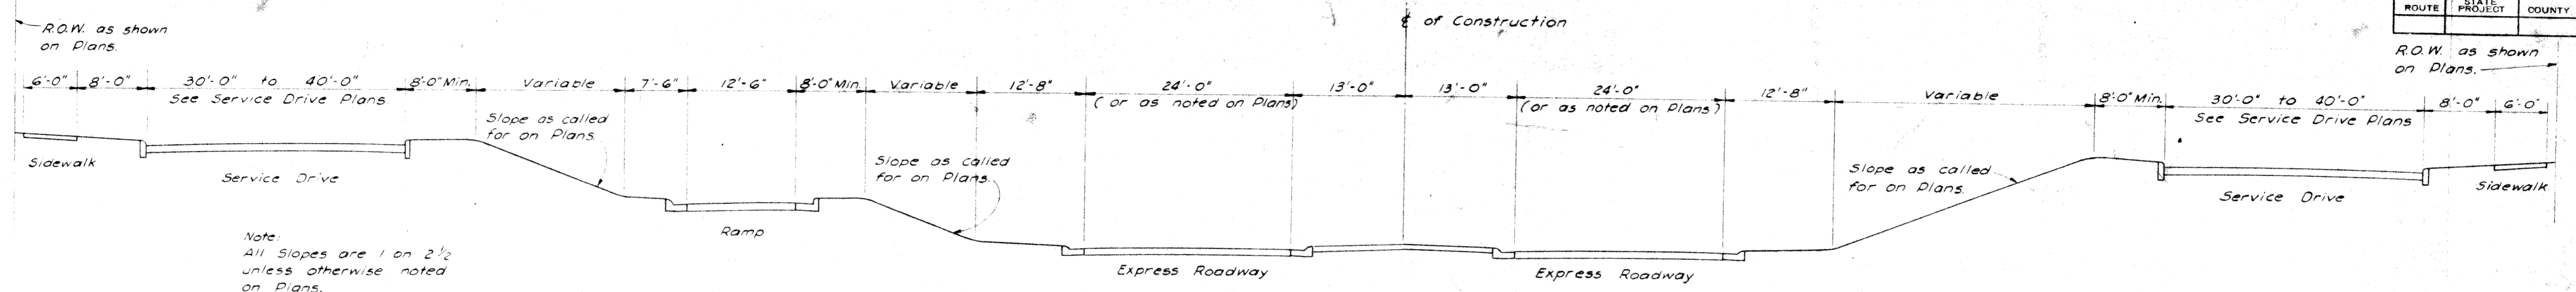 ROUTE STATE PROJECT COUNTY
R.O.W. as shown
on Plans.
℄ of Construction
R.O.W. as shown
on Plans.
6'-0" 8'-0" 30'-0" to 40'-0" 8'-0" Min. Variable 7'-6" 12'-6" 8'-0" Min. Variable 12'-8" 24'-0" 13'-0" 13'-0" 24'-0" 12'-8" Variable 8'-0" Min. 30'-0" to 40'-0" 8'-0" 6'-0"
See Service Drive Plans
(or as noted on Plans)
(or as noted on Plans)
See Service Drive Plans
Slope as called
for on Plans.
Slope as called
for on Plans.
Slope as called
for on Plans.
Sidewalk
Service Drive
Ramp
Express Roadway
Express Roadway
Service Drive
Sidewalk
Note:
All Slopes are 1 on 2 1/2
unless otherwise noted
on Plans.